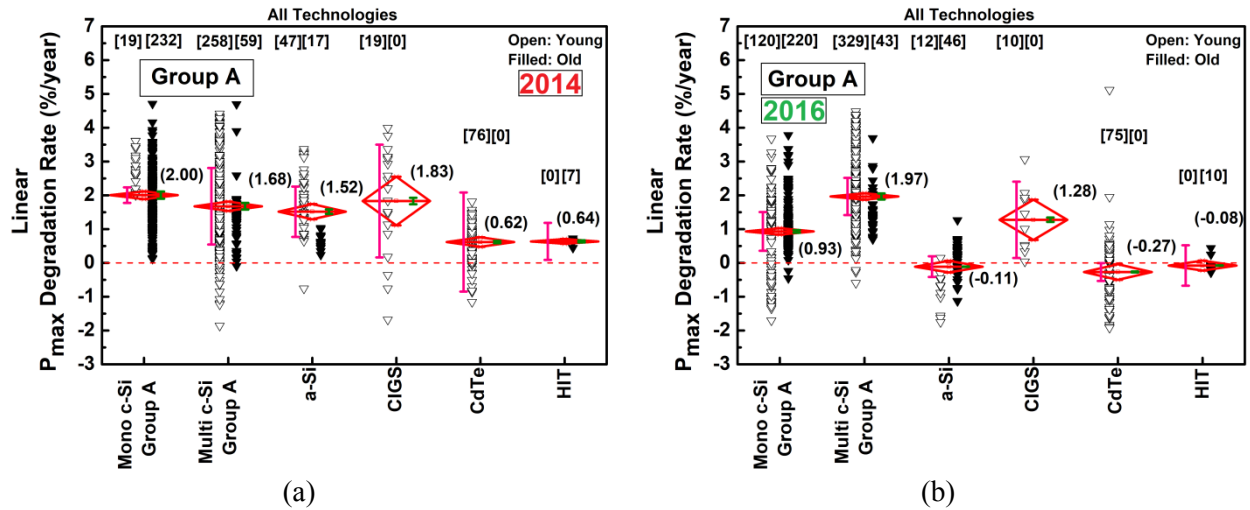 All Technologies
[19] [232] [258][59] [47][17] [19][0]
Open: Young
Filled: Old
Group A
2014
[76][0]
[0][7]
(2.00)
(1.68)
(1.52)
(1.83)
(0.62)
(0.64)
7
6
5
4
3
2
1
0
-1
-2
-3
Linear
Pmax Degradation Rate (%/year)
Mono c-Si
Group A
Multi c-Si
Group A
a-Si
CIGS
CdTe
HIT
(a)
All Technologies
[120][220] [329][43] [12][46] [10][0]
Open: Young
Filled: Old
Group A
2016
[75][0]
[0][10]
(0.93)
(1.97)
(-0.11)
(1.28)
(-0.27)
(-0.08)
7
6
5
4
3
2
1
0
-1
-2
-3
Linear
Pmax Degradation Rate (%/year)
Mono c-Si
Group A
Multi c-Si
Group A
a-Si
CIGS
CdTe
HIT
(b)